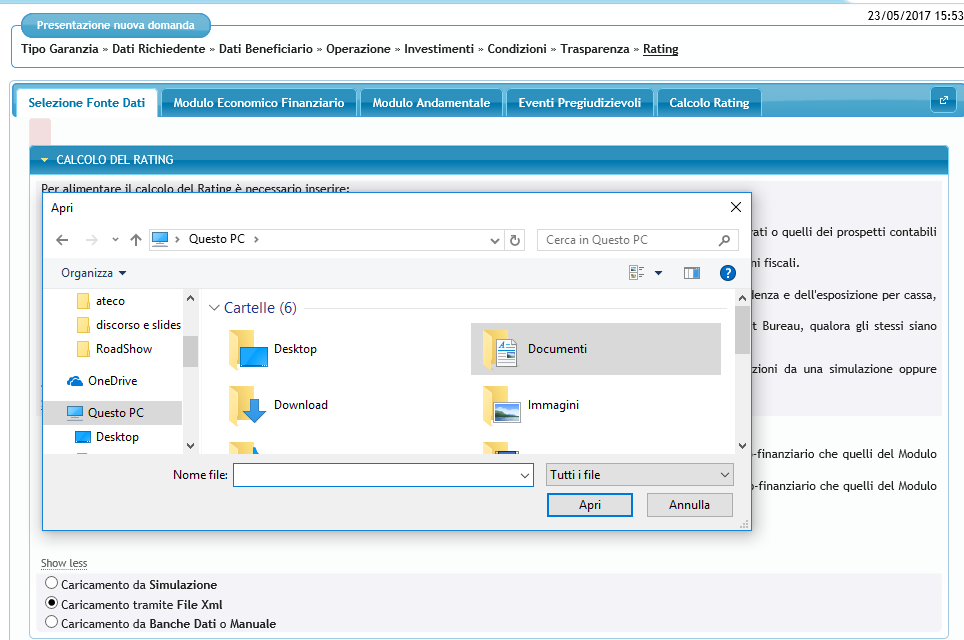 23/05/2017 15:53
Presentazione nuova domanda
Tipo Garanzia » Dati Richiedente » Dati Beneficiario » Operazione » Investimenti » Condizioni » Trasparenza » Rating
Selezione Fonte Dati Modulo Economico Finanziario Modulo Andamentale Eventi Pregiudizievoli Calcolo Rating
CALCOLO DEL RATING
Per alimentare il calcolo del Rating è necessario inserire:
Apri
ati o quelli dei prospetti contabili
Questo PC
Cerca in Questo PC
ni fiscali.
Organizza
?
denza e dell'esposizione per cassa,
ateco
Cartelle (6)
discorso e slides
t Bureau, qualora gli stessi siano
RoadShow
Desktop
Documenti
zioni da una simulazione oppure
OneDrive
Questo PC
Download
Immagini
Desktop
-finanziario che quelli del Modulo
Nome file:
Tutti i file
o-finanziario che quelli del Modulo
Apri
Annulla
Show less
Caricamento da Simulazione
Caricamento tramite File Xml
Caricamento da Banche Dati o Manuale